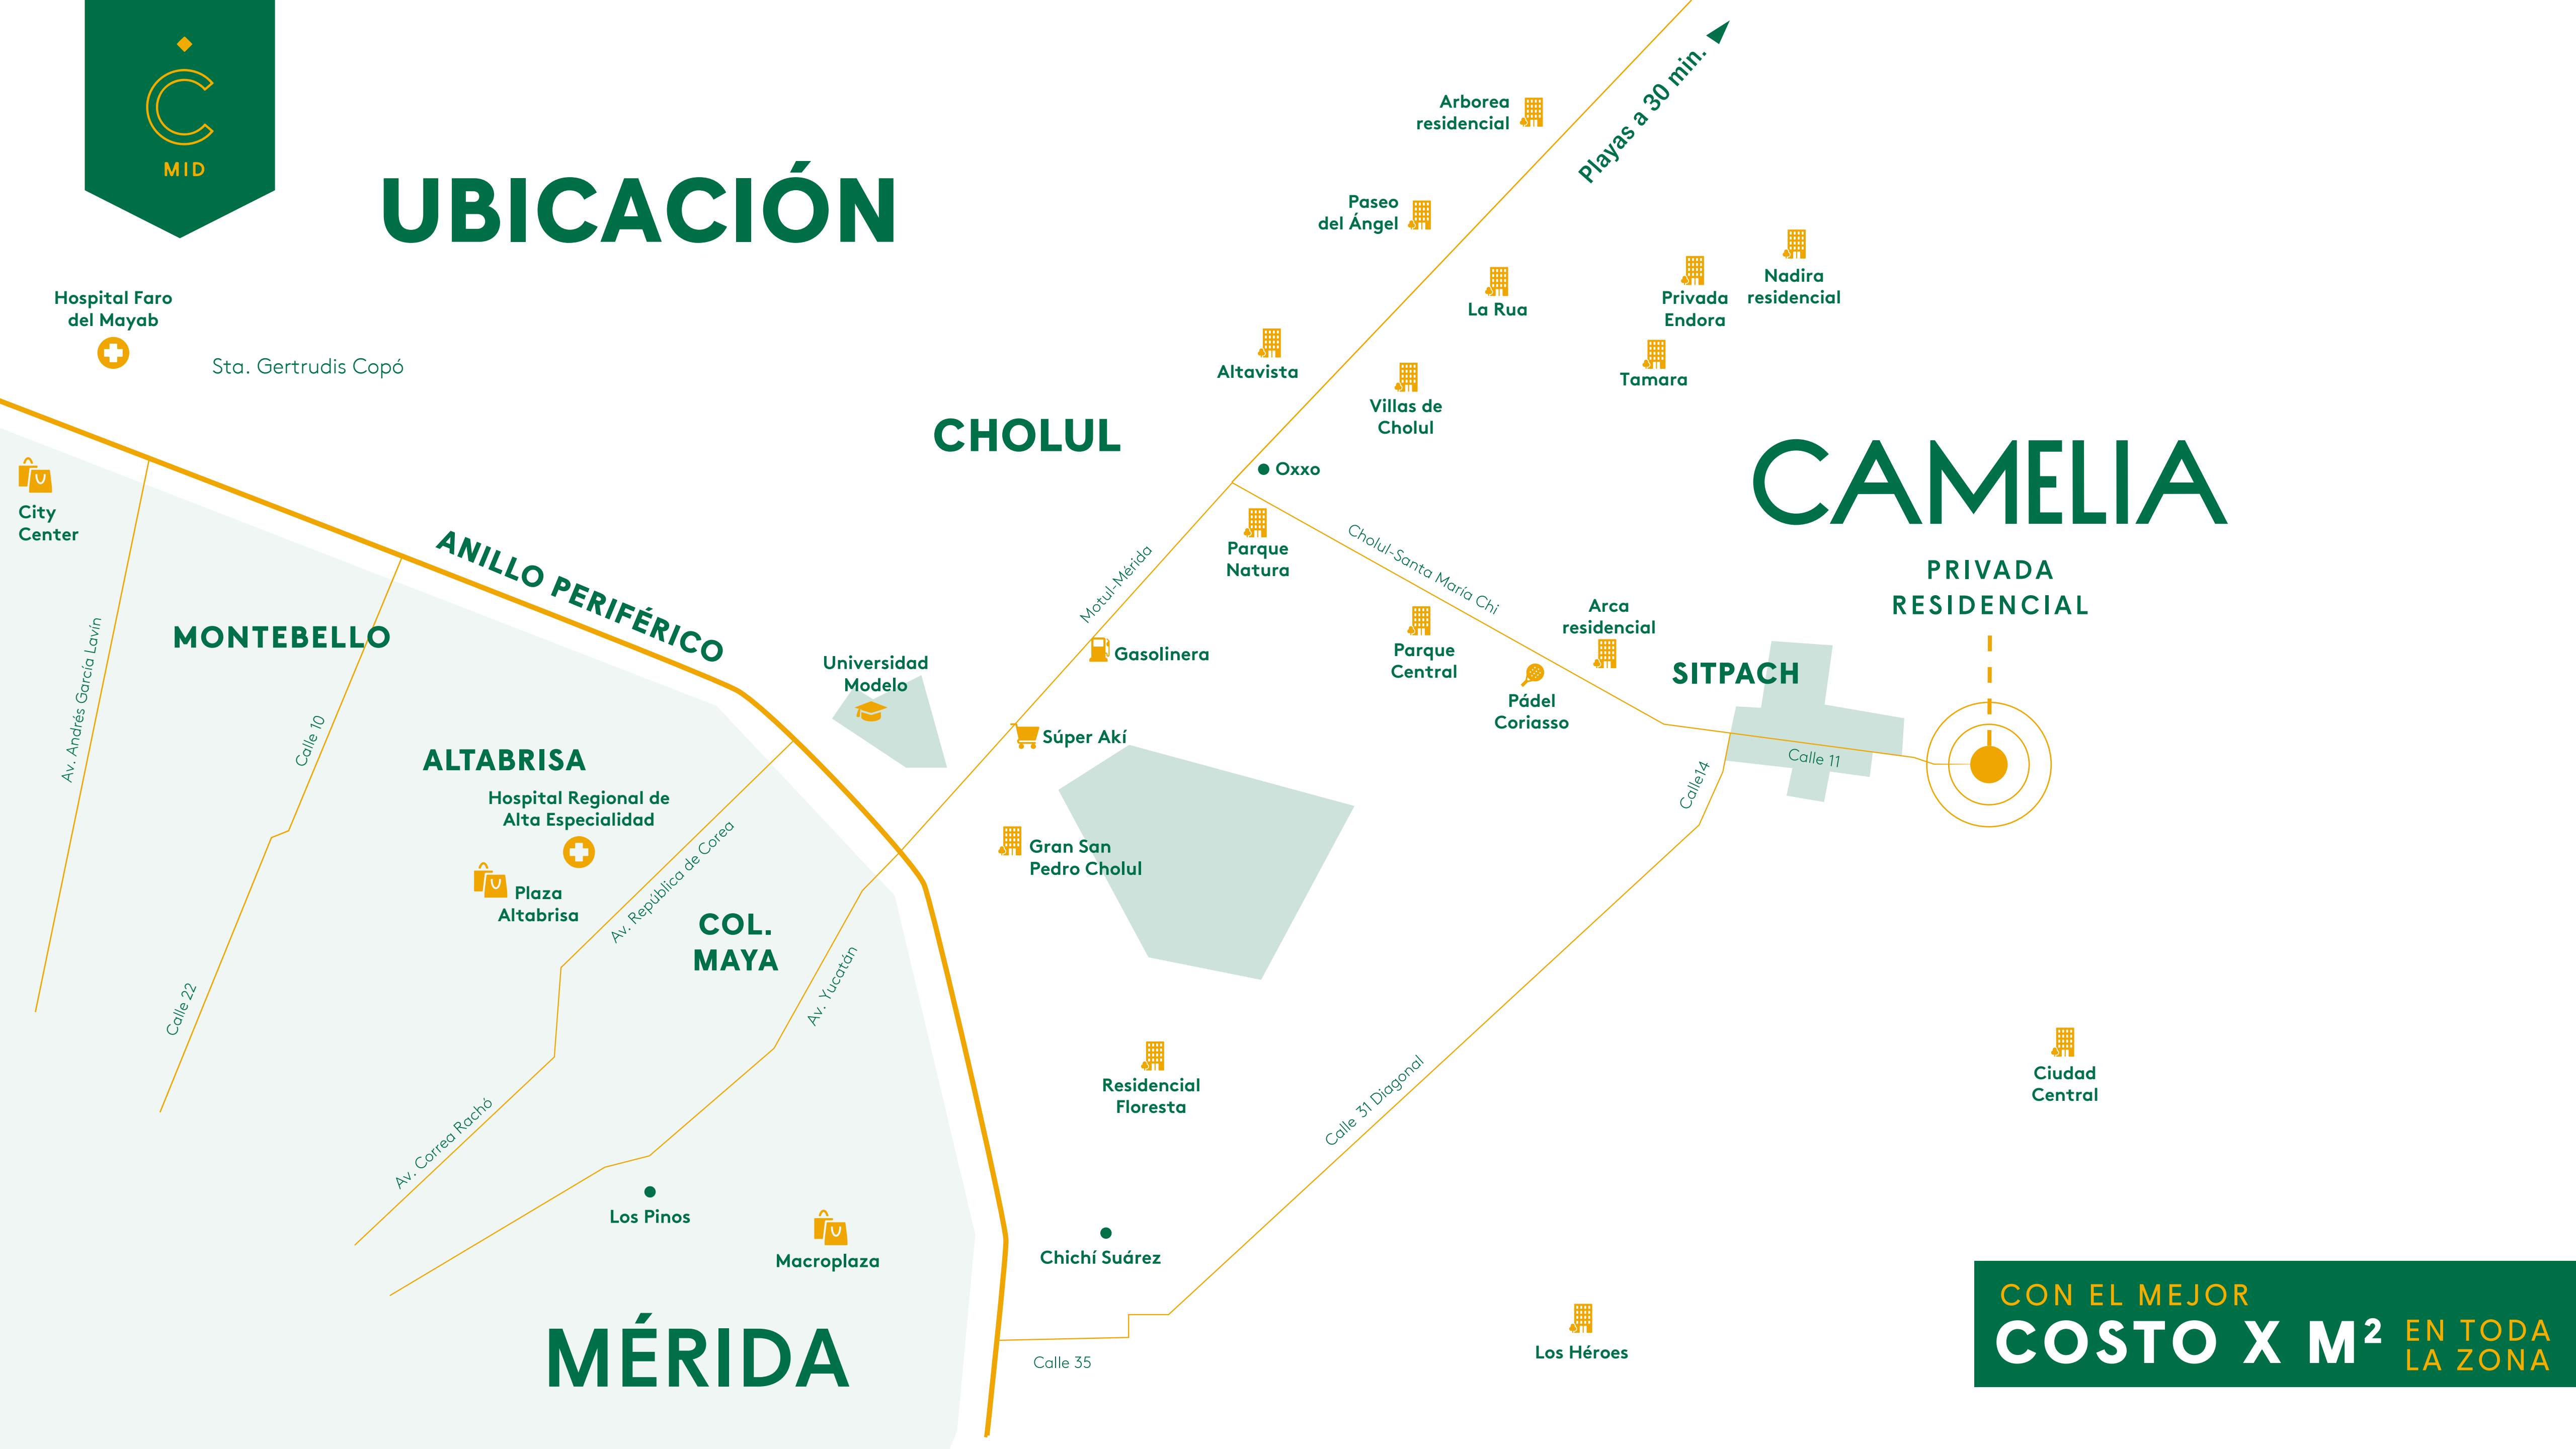 C
MID
UBICACIÓN
Hospital Faro
del Mayab
Sta. Gertrudis Copó
City
Center
Av. Andrés García Lavín
MONTEBELLO
Calle 10
Calle 22
ANILLO PERIFÉRICO
ALTABRISA
Hospital Regional de
Alta Especialidad
Plaza
Altabrisa
Av. República de Corea
COL.
MAYA
Av. Yucatán
Av. Correa Rachó
Los Pinos
Macroplaza
MÉRIDA
Universidad
Modelo
CHOLUL
Motul-Mérida
Gasolinera
Súper Akí
Gran San
Pedro Cholul
Residencial
Floresta
Chichí Suárez
Calle 35
Calle 31 Diagonal
Los Héroes
Arborea
residencial
Playas a 30 min.
Paseo
del Ángel
La Rua
Privada
Endora
Nadira
residencial
Altavista
Villas de
Cholul
Tamara
Oxxo
Parque
Natura
Cholul-Santa María Chi
Parque
Central
Pádel
Coriasso
Arca
residencial
SITPACH
Calle14
Calle 11
CAMELIA
PRIVADA
RESIDENCIAL
Ciudad
Central
CON EL MEJOR
COSTO X M²
EN TODA
LA ZONA